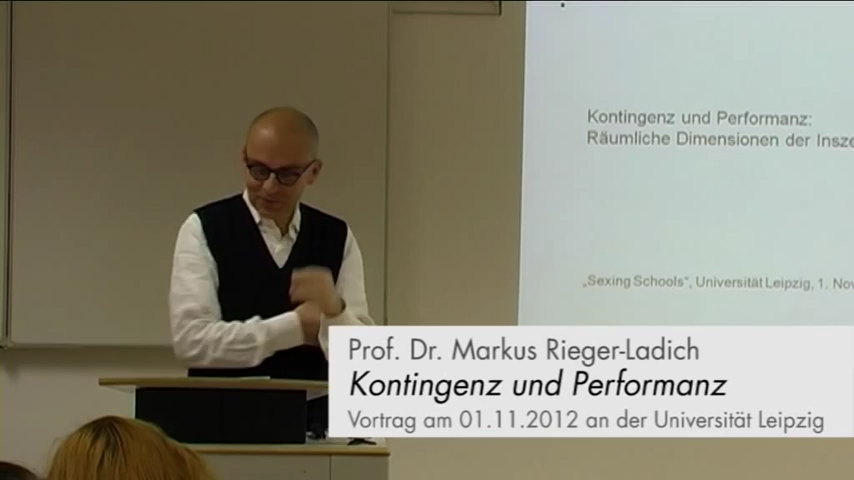 Kontingenz und Performanz:
Räumliche Dimensionen der Insze
„Sexing Schools“, Universität Leipzig, 1. Nov
Prof. Dr. Markus Rieger-Ladich
Kontingenz und Performanz
Vortrag am 01.11.2012 an der Universität Leipzig